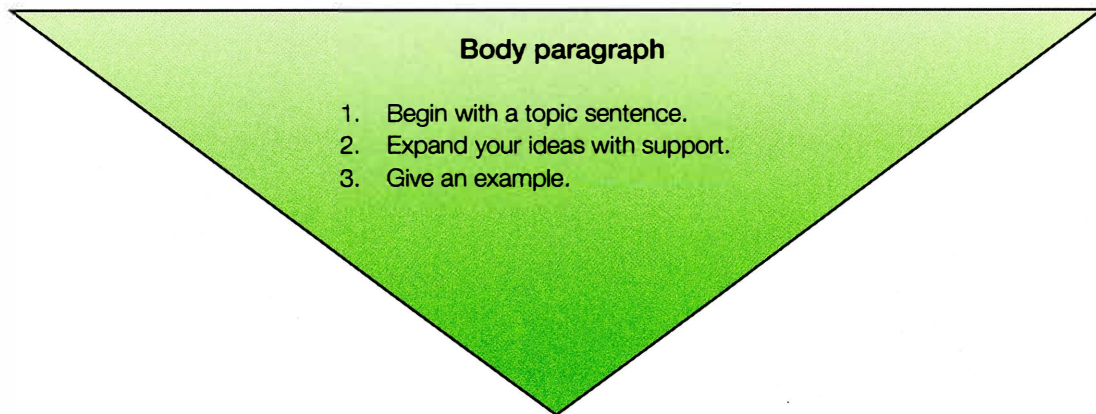 Body paragraph
1. Begin with a topic sentence.
2. Expand your ideas with support.
3. Give an example.